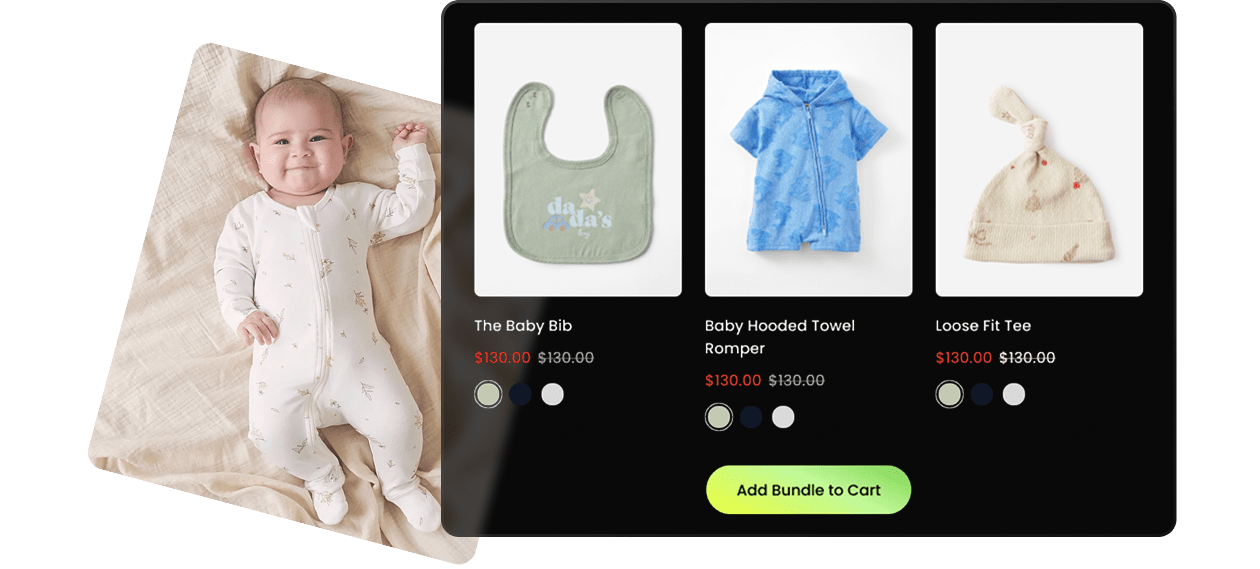 da
da's
The Baby Bib
$130.00 $130.00
Baby Hooded Towel
Romper
$130.00 $130.00
Loose Fit Tee
$130.00 $130.00
Add Bundle to Cart